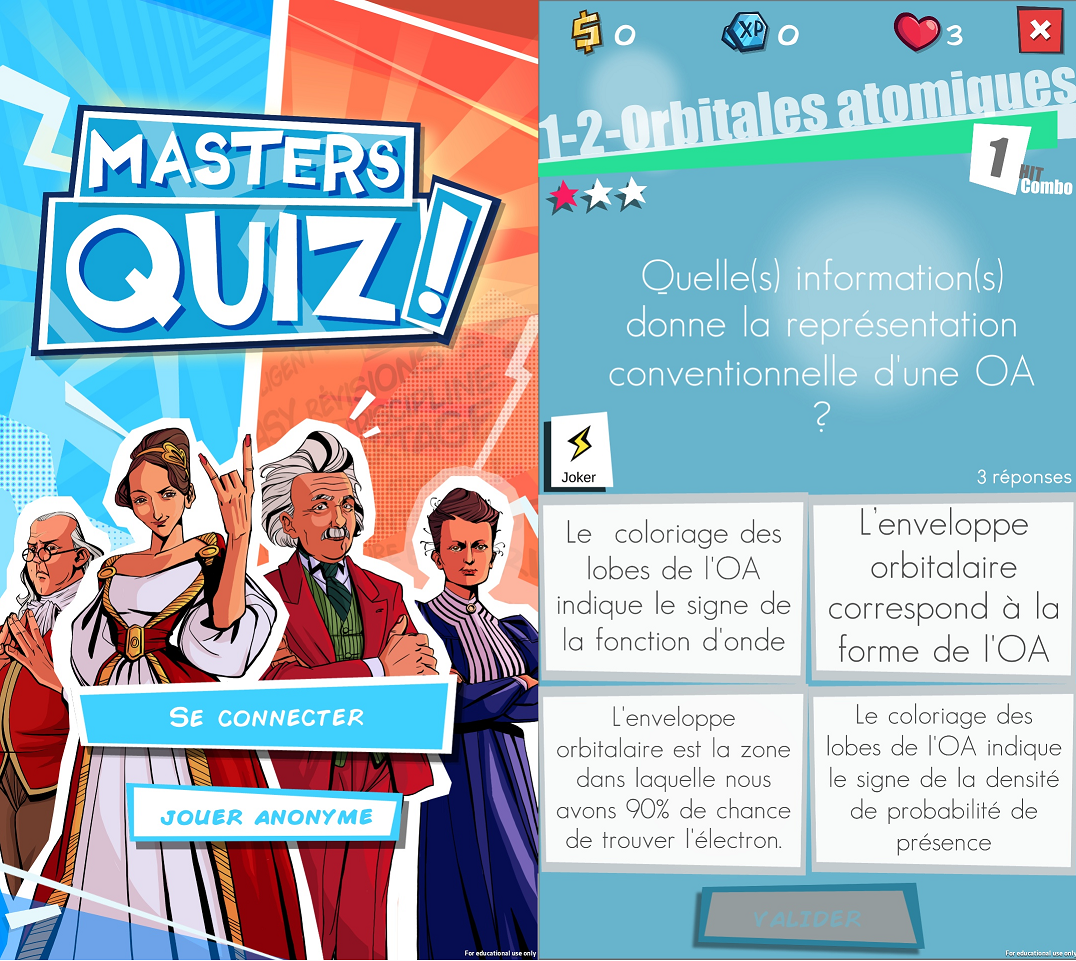 MASTERS
QUIZ!
RÉVISIONS
SE CONNECTER
JOUER ANONYME
For educational use only
$ 0
XP 0
3
1-2-Orbitales atomiques
1
HIT
Combo
Quelle(s) information(s)
donne la représentation
conventionnelle d'une OA
?
Joker
3 réponses
Le coloriage des
lobes de l'OA
indique le signe de
la fonction d'onde
L'enveloppe
orbitalaire
correspond à la
forme de l'OA
L'enveloppe
orbitalaire est la zone
dans laquelle nous
avons 90% de chance
de trouver l'électron.
Le coloriage des
lobes de l'OA indique
le signe de la densité
de probabilité de
présence
VALIDER
For educational use only